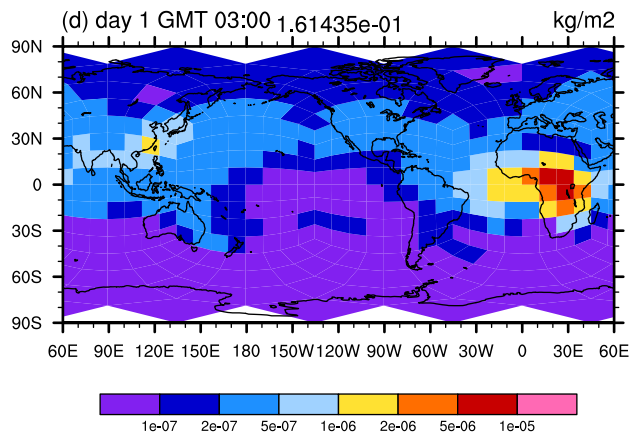 (d) day 1 GMT 03:00 1.61435e-01 kg/m2
90N
60N
30N
0
30S
60S
90S
60E 90E 120E 150E 180 150W 120W 90W 60W 30W 0 30E 60E
1e-07 2e-07 5e-07 1e-06 2e-06 5e-06 1e-05